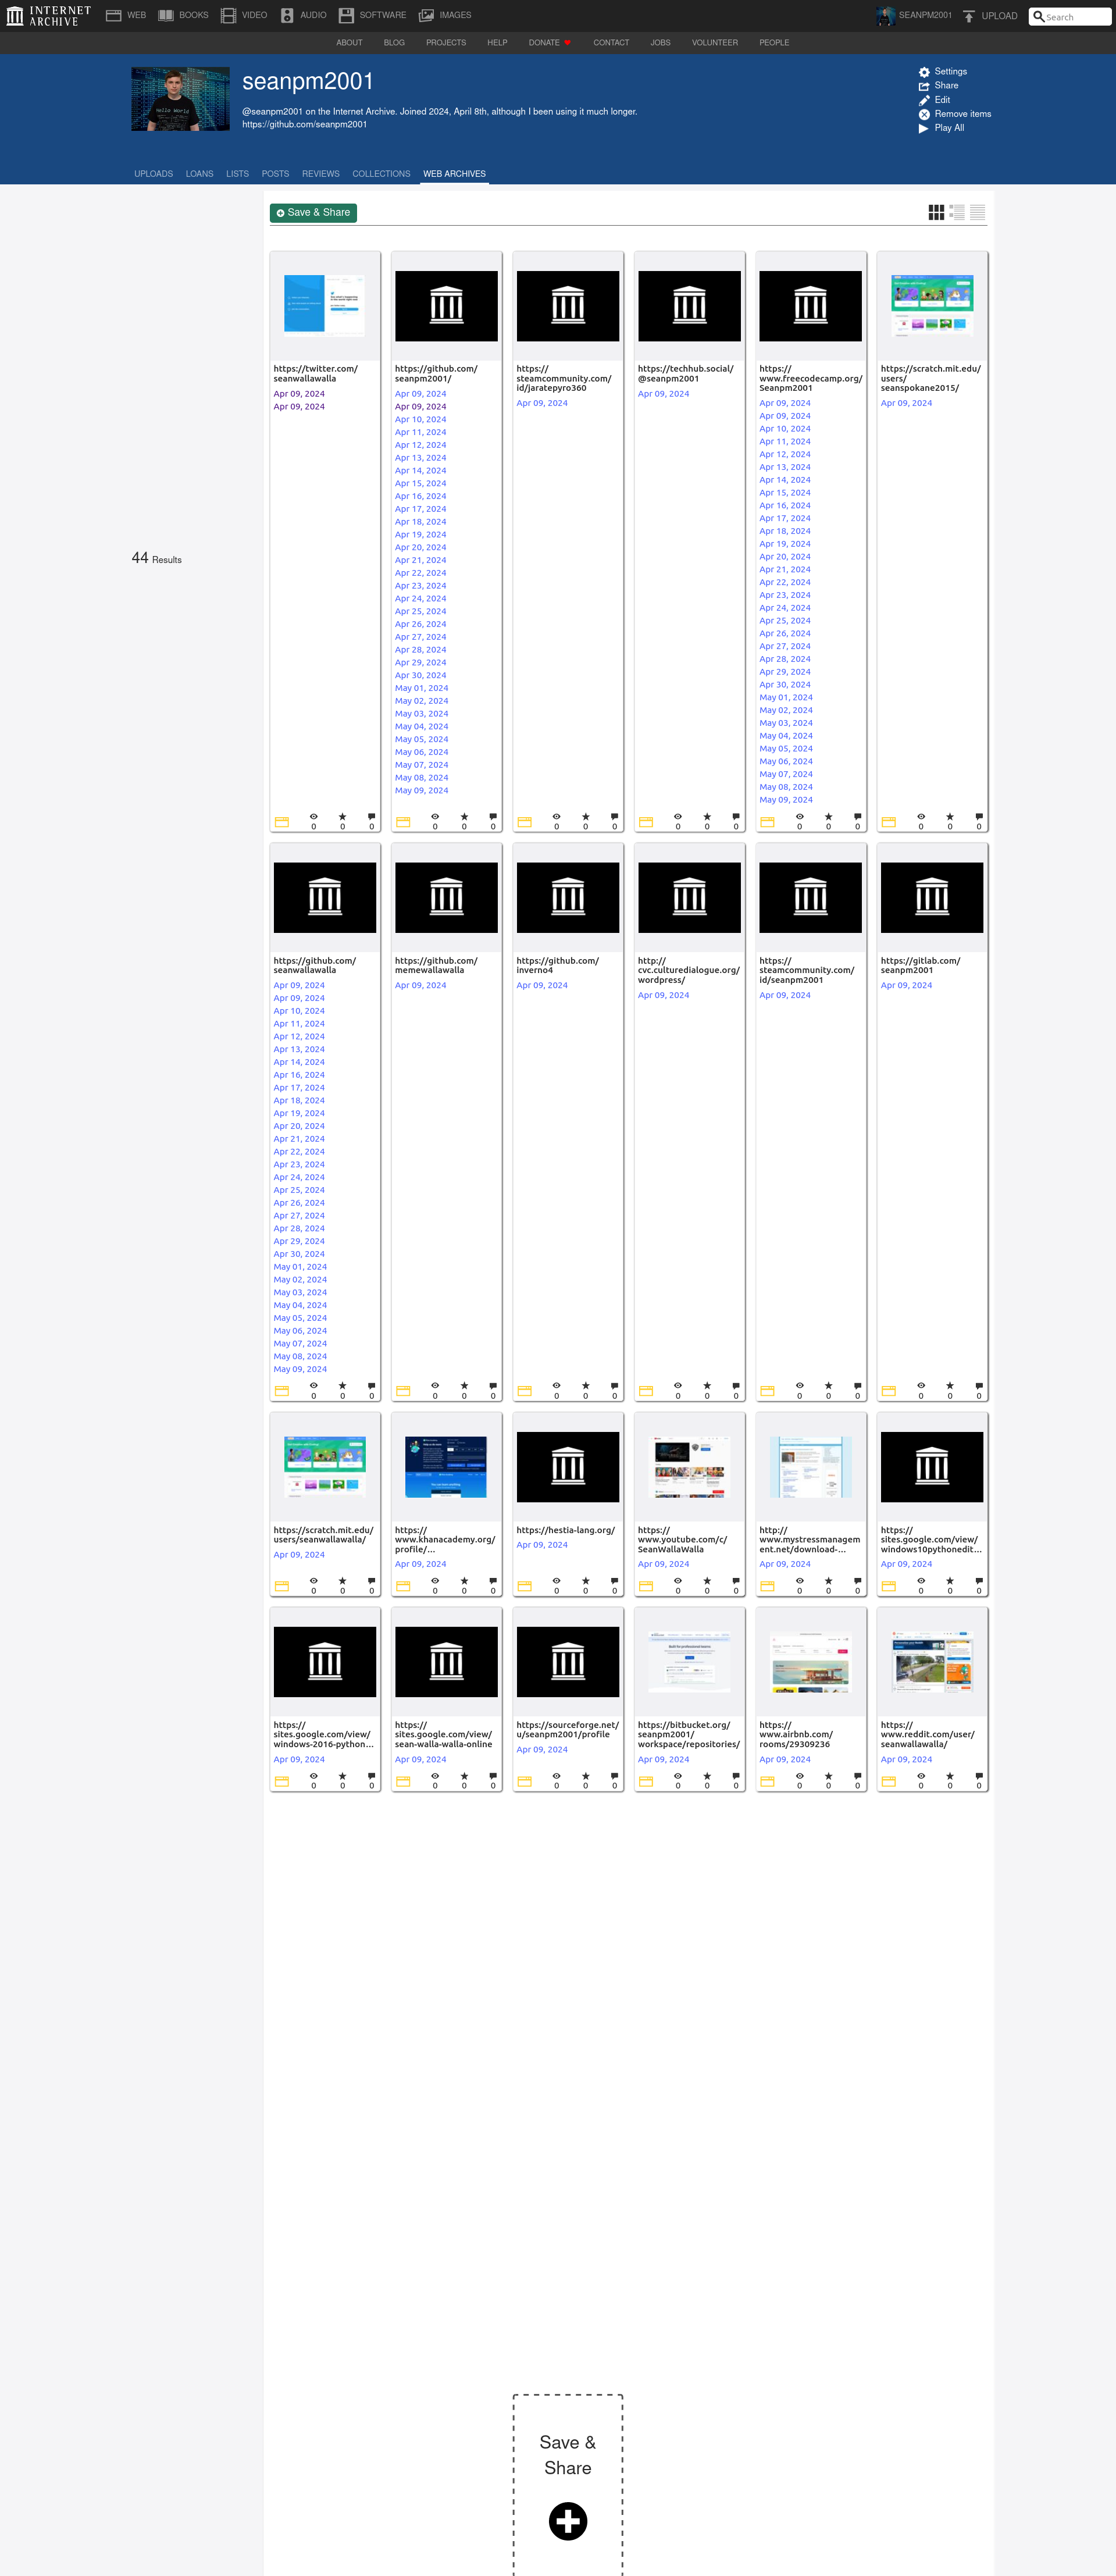 INTERNET ARCHIVE
WEB BOOKS VIDEO AUDIO SOFTWARE IMAGES SEANPM2001 UPLOAD Search
ABOUT BLOG PROJECTS HELP DONATE CONTACT JOBS VOLUNTEER PEOPLE
seanpm2001
@seanpm2001 on the Internet Archive. Joined 2024, April 8th, although I been using it much longer.
https://github.com/seanpm2001
Settings
Share
Edit
Remove items
Play All
UPLOADS LOANS LISTS POSTS REVIEWS COLLECTIONS WEB ARCHIVES
Save & Share
44 Results
https://twitter.com/
seanwallawalla
Apr 09, 2024
Apr 09, 2024
0 0 0
https://github.com/
seanpm2001/
Apr 09, 2024
Apr 09, 2024
Apr 10, 2024
Apr 11, 2024
Apr 12, 2024
Apr 13, 2024
Apr 14, 2024
Apr 15, 2024
Apr 16, 2024
Apr 17, 2024
Apr 18, 2024
Apr 19, 2024
Apr 20, 2024
Apr 21, 2024
Apr 22, 2024
Apr 23, 2024
Apr 24, 2024
Apr 25, 2024
Apr 26, 2024
Apr 27, 2024
Apr 28, 2024
Apr 29, 2024
Apr 30, 2024
May 01, 2024
May 02, 2024
May 03, 2024
May 04, 2024
May 05, 2024
May 06, 2024
May 07, 2024
May 08, 2024
May 09, 2024
0 0 0
https://
steamcommunity.com/
id/jaratepyro360
Apr 09, 2024
0 0 0
https://techhub.social/
@seanpm2001
Apr 09, 2024
0 0 0
https://
www.freecodecamp.org/
Seanpm2001
Apr 09, 2024
Apr 09, 2024
Apr 10, 2024
Apr 11, 2024
Apr 12, 2024
Apr 13, 2024
Apr 14, 2024
Apr 15, 2024
Apr 16, 2024
Apr 17, 2024
Apr 18, 2024
Apr 19, 2024
Apr 20, 2024
Apr 21, 2024
Apr 22, 2024
Apr 23, 2024
Apr 24, 2024
Apr 25, 2024
Apr 26, 2024
Apr 27, 2024
Apr 28, 2024
Apr 29, 2024
Apr 30, 2024
May 01, 2024
May 02, 2024
May 03, 2024
May 04, 2024
May 05, 2024
May 06, 2024
May 07, 2024
May 08, 2024
May 09, 2024
0 0 0
https://scratch.mit.edu/
users/
seanspokane2015/
Apr 09, 2024
0 0 0
https://github.com/
seanwallawalla
Apr 09, 2024
Apr 09, 2024
Apr 10, 2024
Apr 11, 2024
Apr 12, 2024
Apr 13, 2024
Apr 14, 2024
Apr 16, 2024
Apr 17, 2024
Apr 18, 2024
Apr 19, 2024
Apr 20, 2024
Apr 21, 2024
Apr 22, 2024
Apr 23, 2024
Apr 24, 2024
Apr 25, 2024
Apr 26, 2024
Apr 27, 2024
Apr 28, 2024
Apr 29, 2024
Apr 30, 2024
May 01, 2024
May 02, 2024
May 03, 2024
May 04, 2024
May 05, 2024
May 06, 2024
May 07, 2024
May 08, 2024
May 09, 2024
0 0 0
https://github.com/
memewallawalla
Apr 09, 2024
0 0 0
https://github.com/
inverno4
Apr 09, 2024
0 0 0
http://
cvc.culturedialogue.org/
wordpress/
Apr 09, 2024
0 0 0
https://
steamcommunity.com/
id/seanpm2001
Apr 09, 2024
0 0 0
https://gitlab.com/
seanpm2001
Apr 09, 2024
0 0 0
https://scratch.mit.edu/
users/seanwallawalla/
Apr 09, 2024
0 0 0
https://
www.khanacademy.org/
profile/...
Apr 09, 2024
0 0 0
https://hestia-lang.org/
Apr 09, 2024
0 0 0
https://
www.youtube.com/c/
SeanWallaWalla
Apr 09, 2024
0 0 0
http://
www.mystressmanagem
ent.net/download-...
Apr 09, 2024
0 0 0
https://
sites.google.com/view/
windows10pythonedit...
Apr 09, 2024
0 0 0
https://
sites.google.com/view/
windows-2016-python...
Apr 09, 2024
0 0 0
https://
sites.google.com/view/
sean-walla-walla-online
Apr 09, 2024
0 0 0
https://sourceforge.net/
u/seanpm2001/profile
Apr 09, 2024
0 0 0
https://bitbucket.org/
seanpm2001/
workspace/repositories/
Apr 09, 2024
0 0 0
https://
www.airbnb.com/
rooms/29309236
Apr 09, 2024
0 0 0
https://
www.reddit.com/user/
seanwallawalla/
Apr 09, 2024
0 0 0
Save &
Share